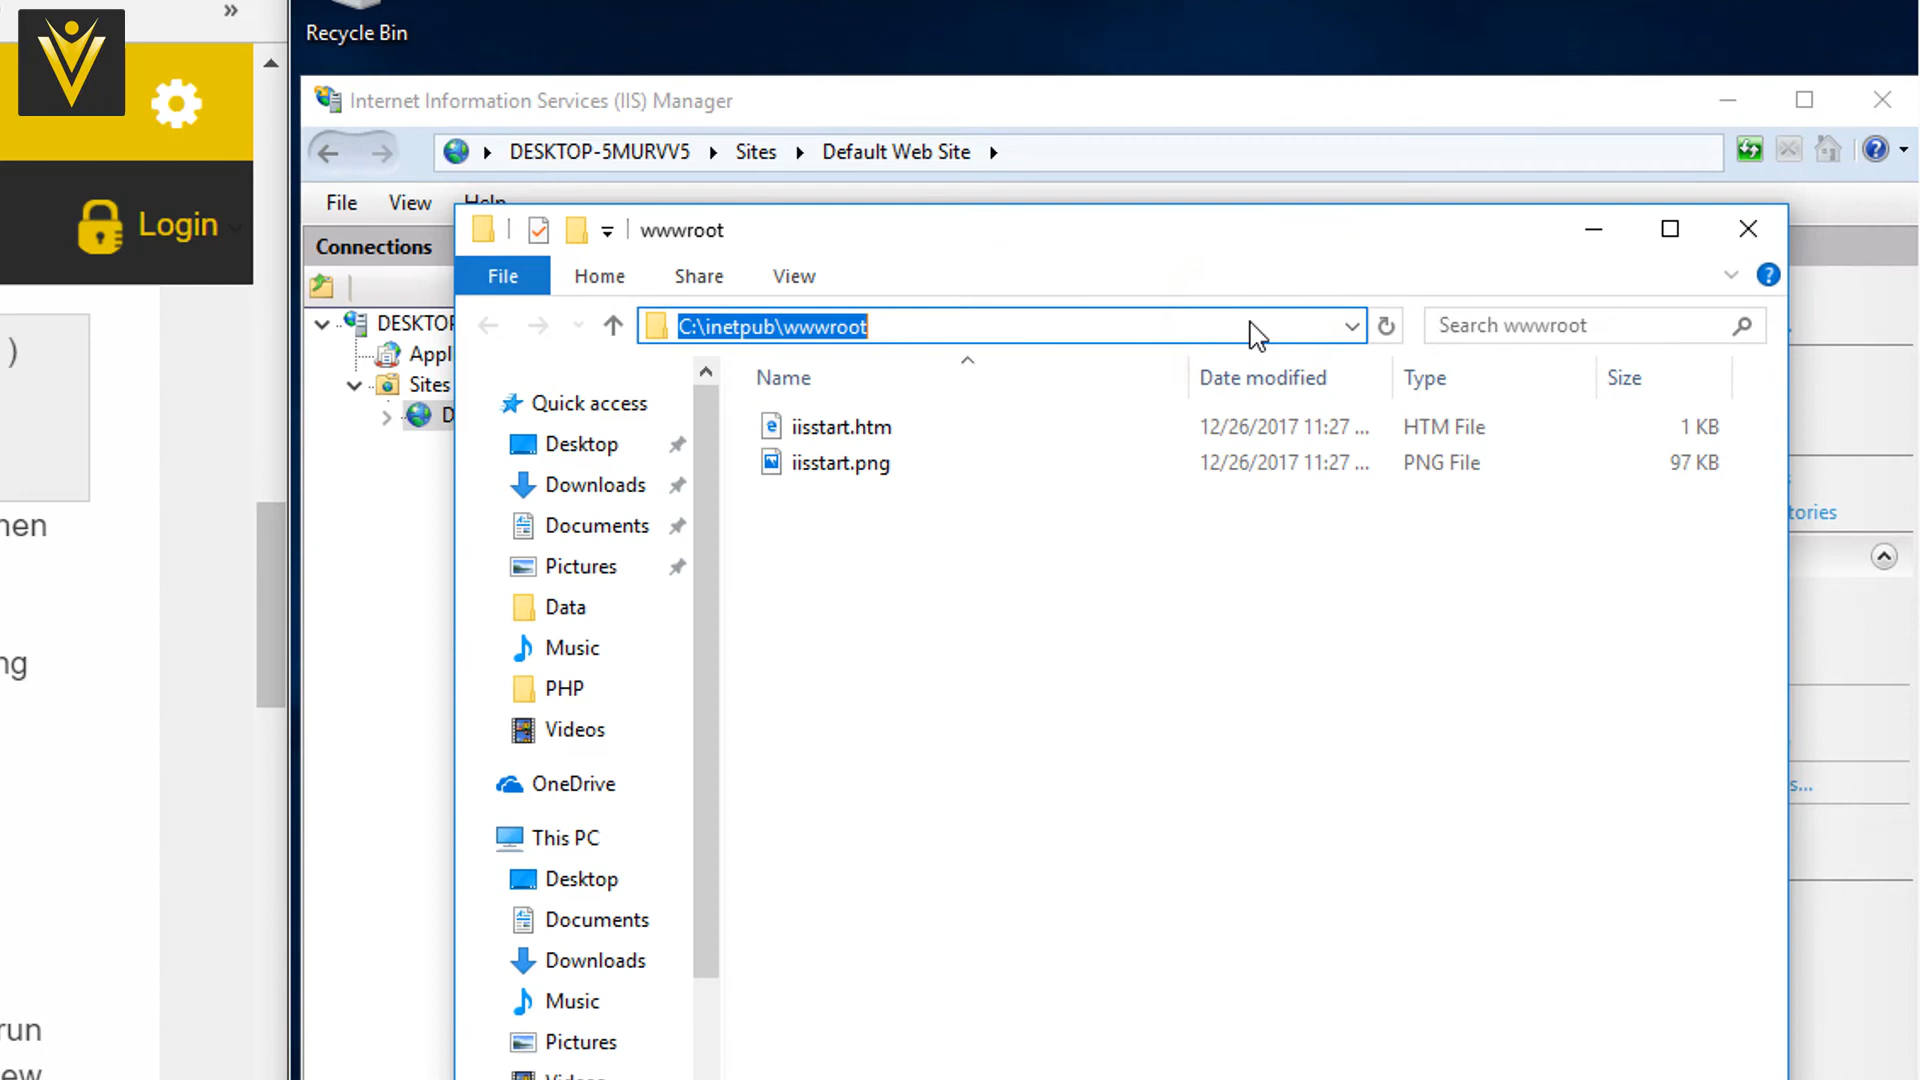 »
Recycle Bin
Internet Information Services (IIS) Manager
DESKTOP-5MURVV5 Sites Default Web Site
File View Help
Login
Connections
wwwroot
File Home Share View
C:\inetpub\wwwroot
Search wwwroot
)
DESKTO
Appl
Sites
D
Name Date modified Type Size
iisstart.htm 12/26/2017 11:27 ... HTM File 1 KB
iisstart.png 12/26/2017 11:27 ... PNG File 97 KB
Quick access
Desktop
Downloads
Documents
Pictures
Data
Music
PHP
Videos
OneDrive
This PC
Desktop
Documents
Downloads
Music
Pictures
Videos
tories
s...
hen
ng
run
ew